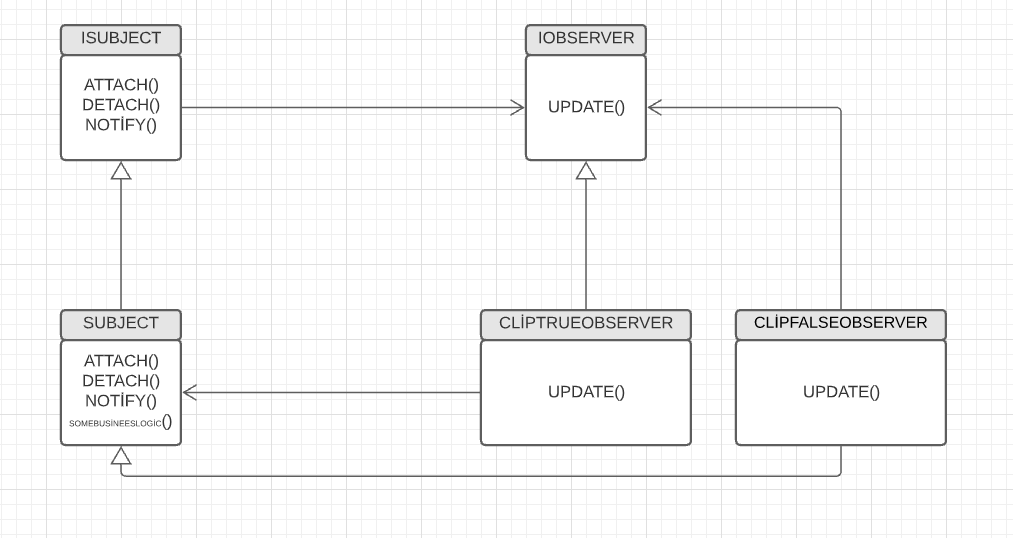 ISUBJECT
ATTACH()
DETACH()
NOTİFY()
IOBSERVER
UPDATE()
SUBJECT
ATTACH()
DETACH()
NOTİFY()
SOMEBUSİNEESLOGİC()
CLİPTRUEOBSERVER
UPDATE()
CLİPFALSEOBSERVER
UPDATE()